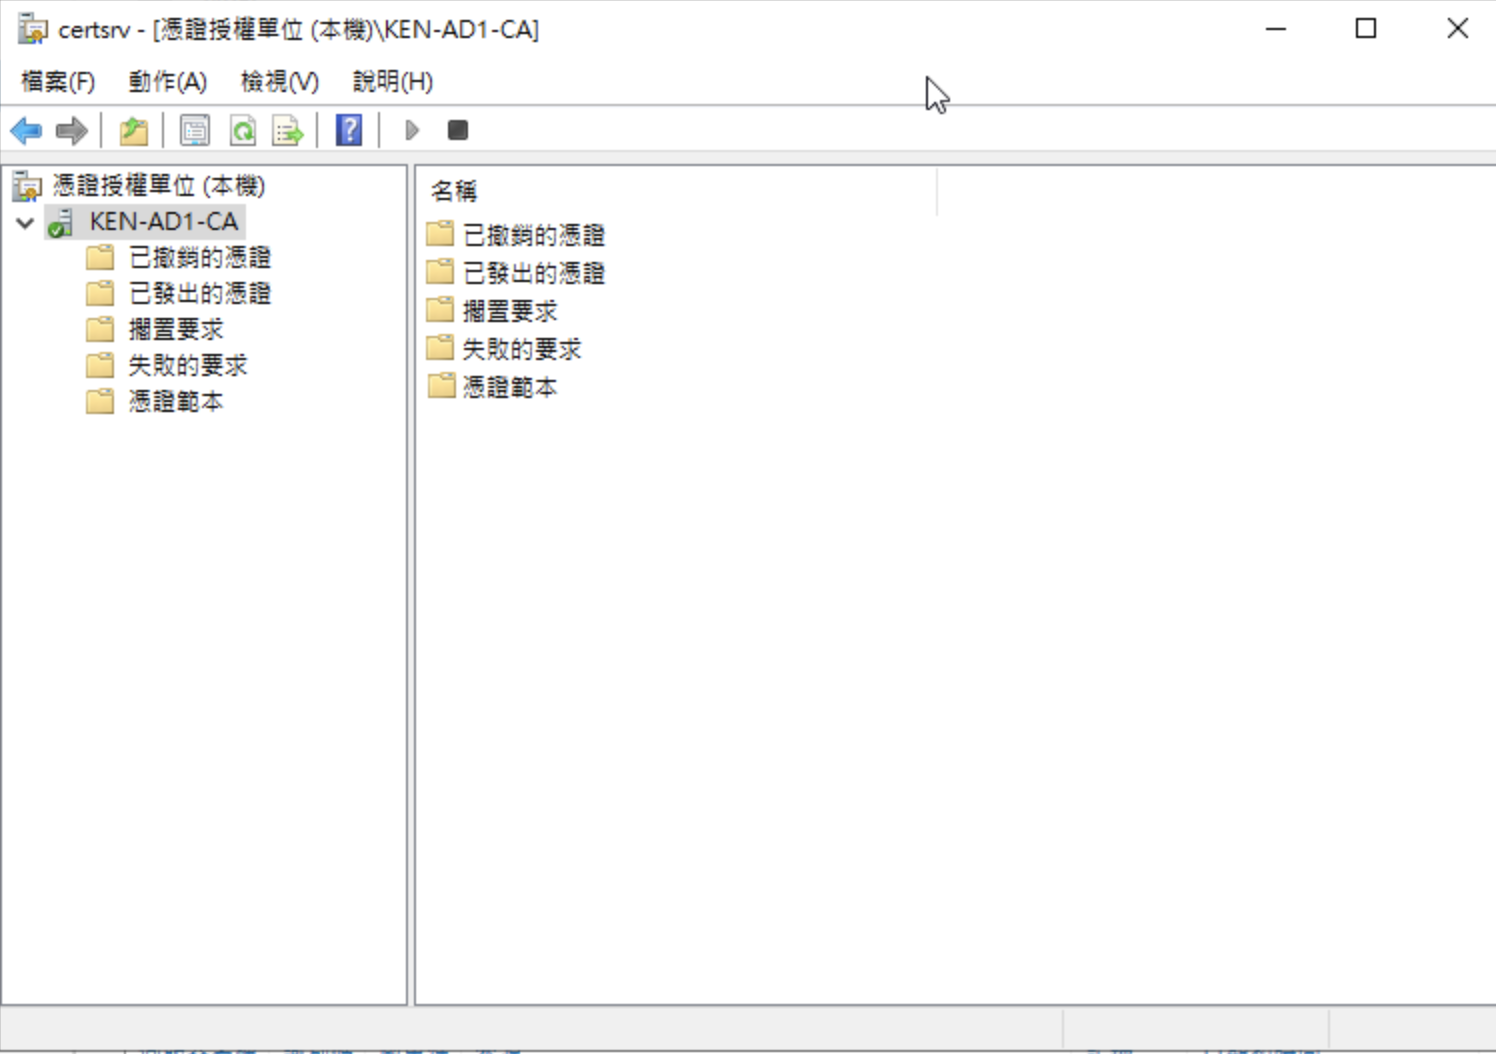 certsrv - [憑證授權單位 (本機)\KEN-AD1-CA]
檔案(F) 動作(A) 檢視(V) 說明(H)
憑證授權單位 (本機)
KEN-AD1-CA
已撤銷的憑證
已發出的憑證
擱置要求
失敗的要求
憑證範本
名稱
已撤銷的憑證
已發出的憑證
擱置要求
失敗的要求
憑證範本